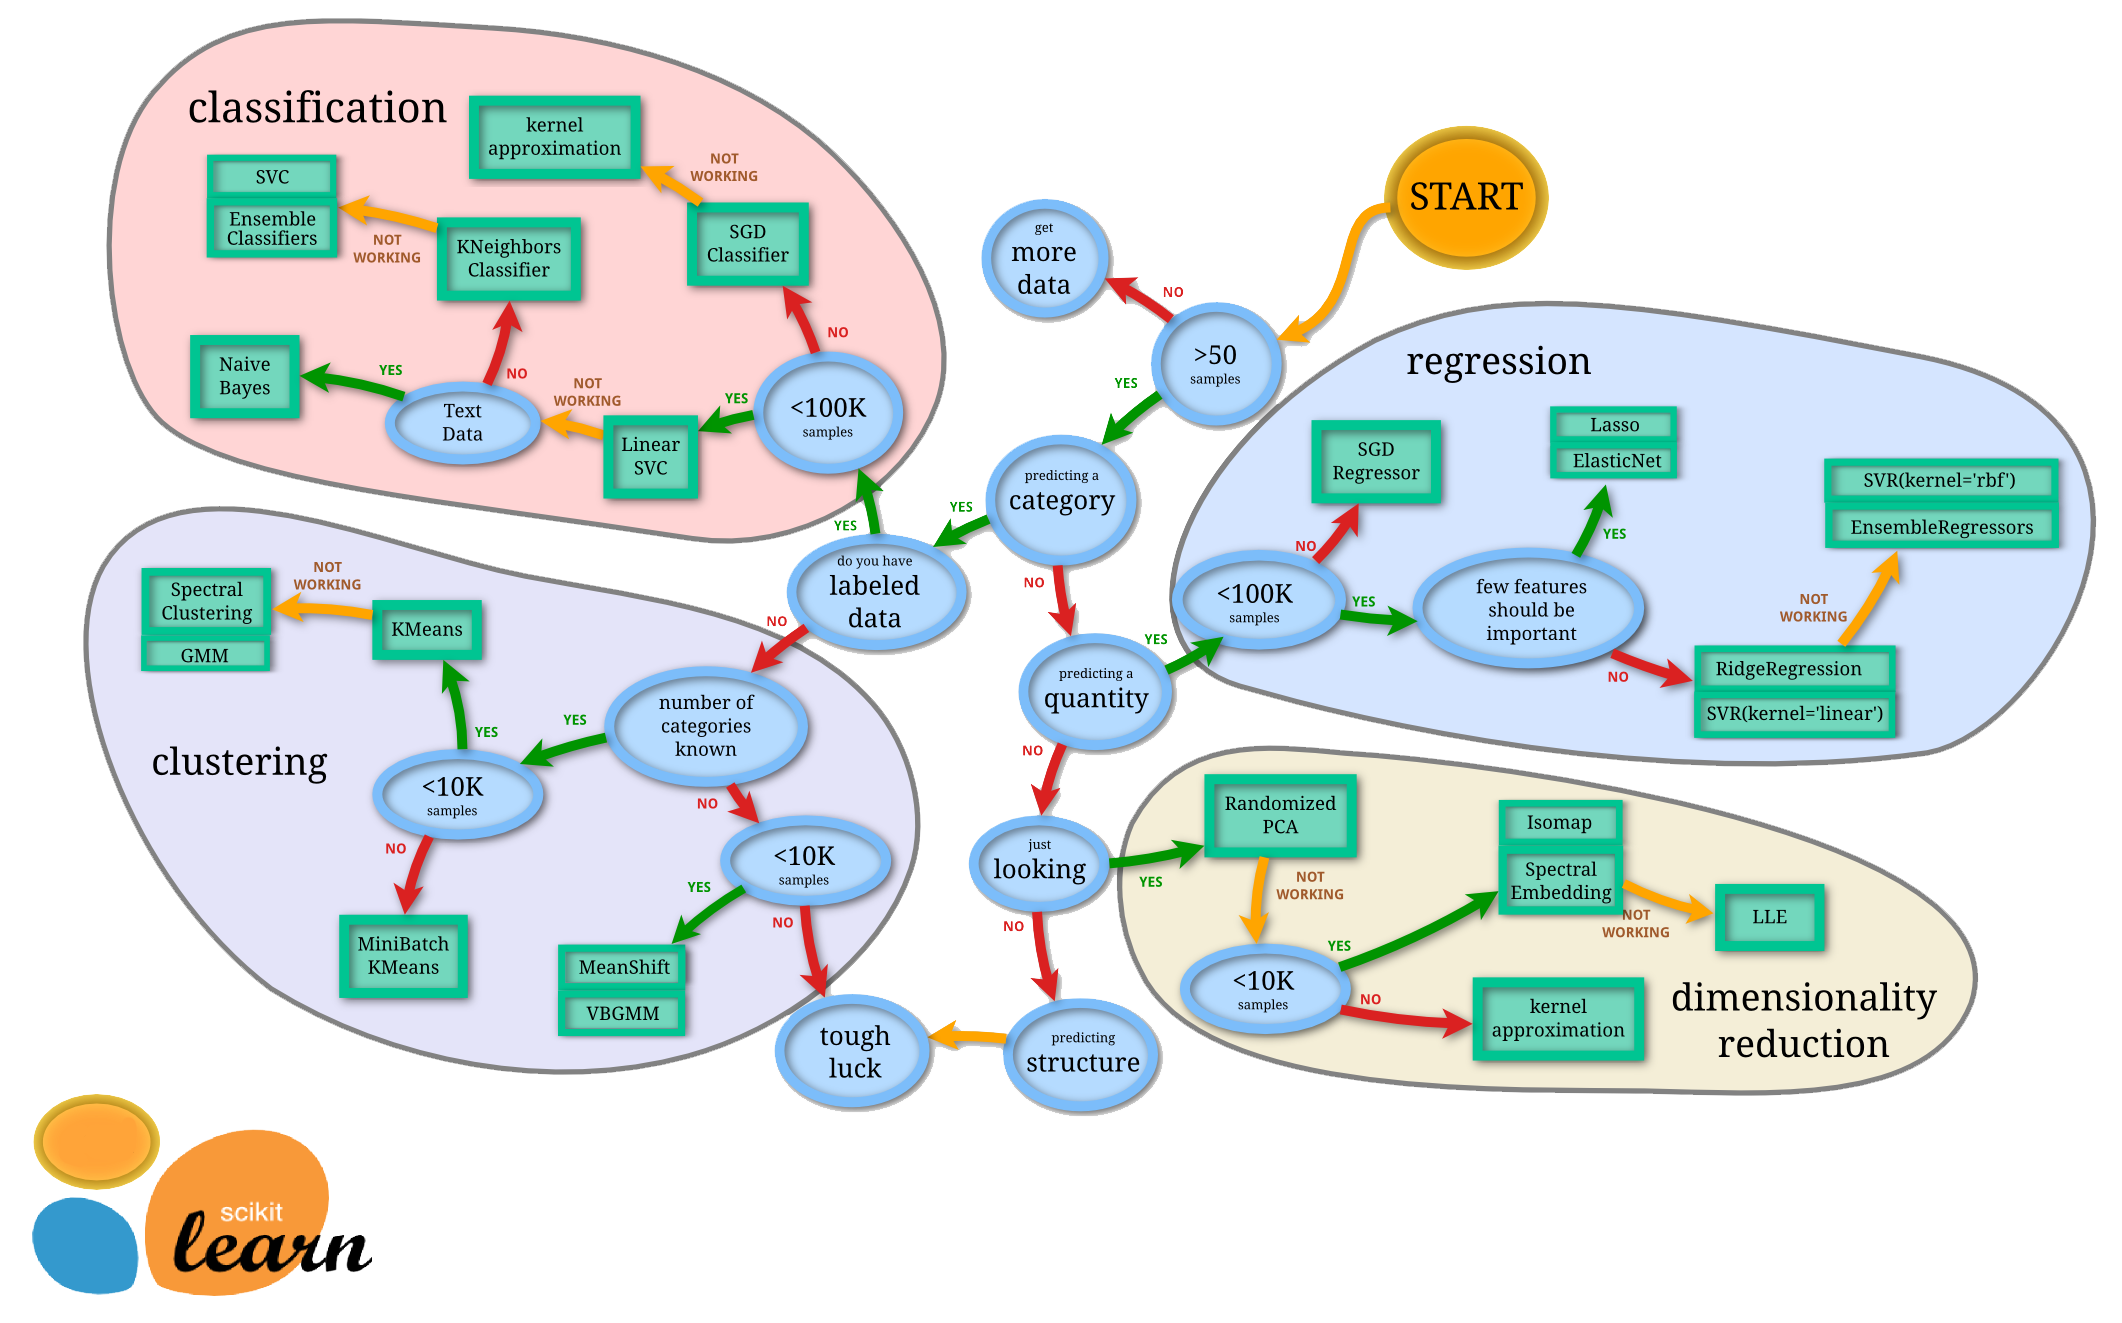 classification
kernel
approximation
NOT
WORKING
SVC
Ensemble
Classifiers
NOT
WORKING
KNeighbors
Classifier
SGD
Classifier
NO
Naive
Bayes
YES
NO
Text
Data
NOT
WORKING
Linear
SVC
YES
<100K
samples
YES
START
get
more
data
NO
>50
samples
YES
predicting a
category
YES
NO
do you have
labeled
data
NO
predicting a
quantity
YES
NO
just
looking
YES
NO
predicting
structure
tough
luck
regression
SGD
Regressor
Lasso
ElasticNet
SVR(kernel='rbf')
EnsembleRegressors
NO
YES
<100K
samples
YES
few features
should be
important
NOT
WORKING
NO
RidgeRegression
SVR(kernel='linear')
clustering
Spectral
Clustering
GMM
NOT
WORKING
KMeans
YES
<10K
samples
YES
number of
categories
known
NO
NO
<10K
samples
YES
NO
MiniBatch
KMeans
MeanShift
VBGMM
Randomized
PCA
NOT
WORKING
Isomap
Spectral
Embedding
NOT
WORKING
LLE
YES
<10K
samples
NO
kernel
approximation
dimensionality
reduction
scikit
learn